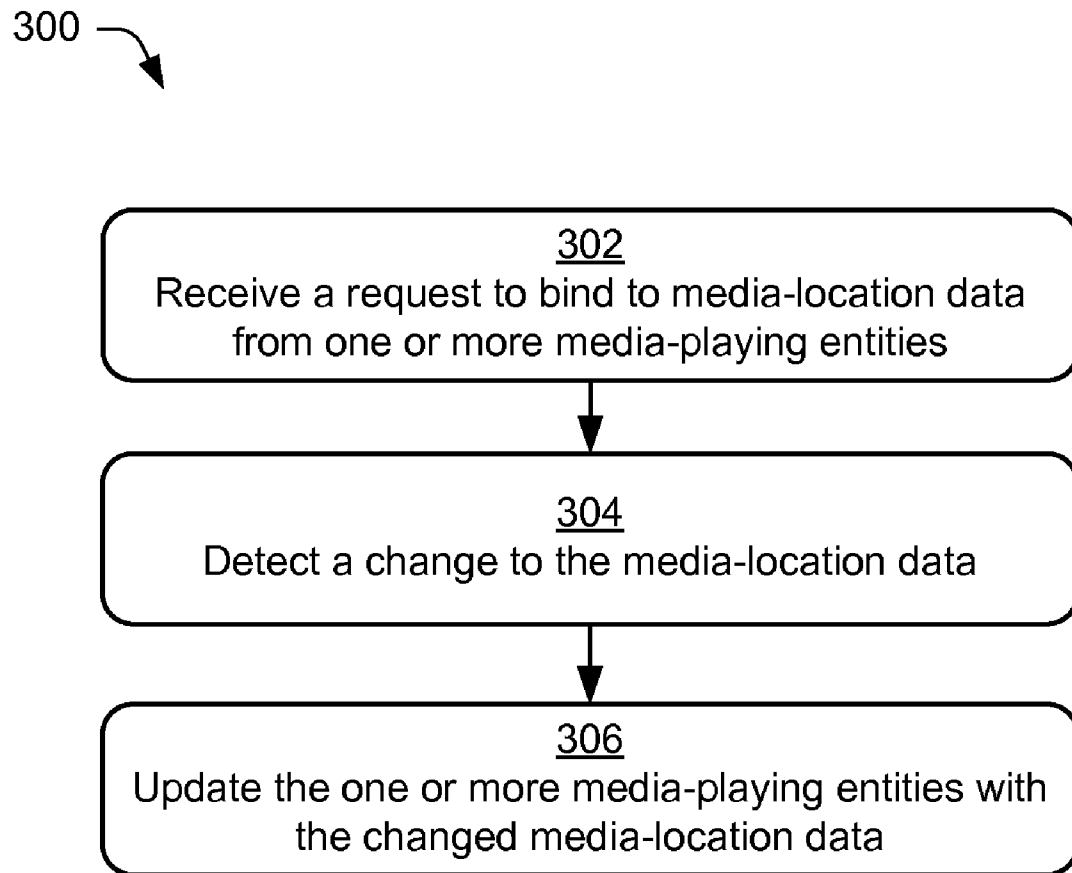 300
302
Receive a request to bind to media-location data
from one or more media-playing entities
304
Detect a change to the media-location data
306
Update the one or more media-playing entities with
the changed media-location data